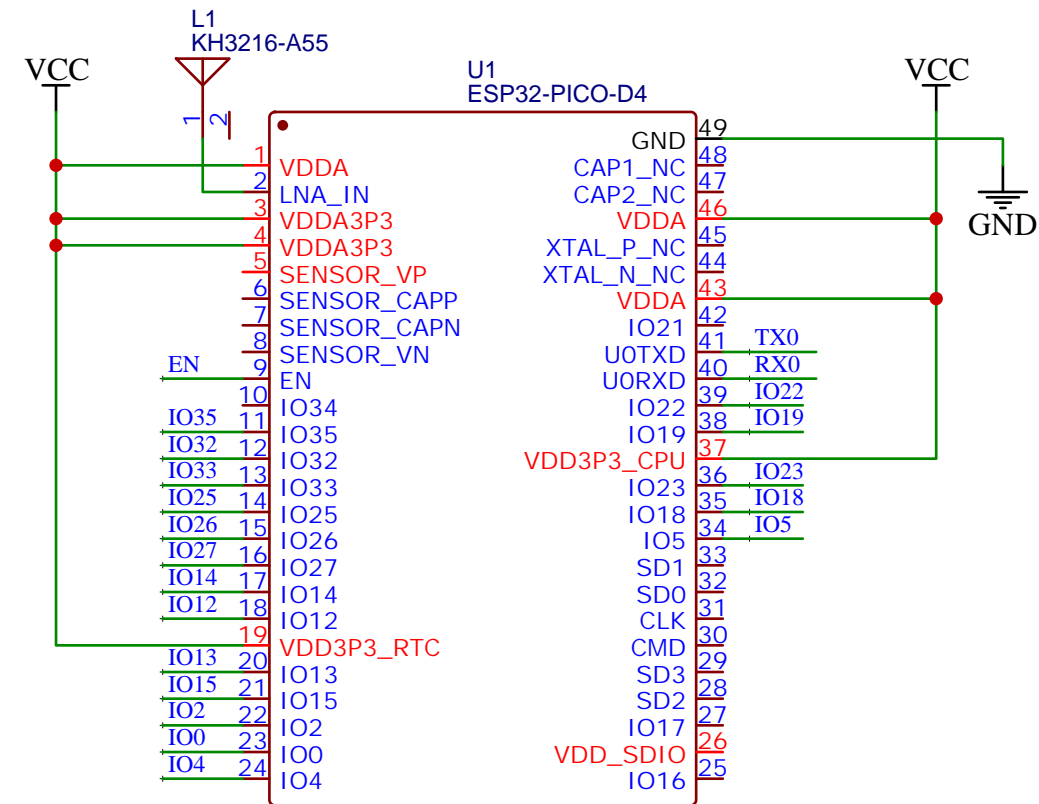 L1
KH3216-A55
VCC
1
2
U1
ESP32-PICO-D4
VCC
GND
1 VDDA
2 LNA_IN
3 VDDA3P3
4 VDDA3P3
5 SENSOR_VP
6 SENSOR_CAPP
7 SENSOR_CAPN
8 SENSOR_VN
EN 9 EN
10 IO34
IO35 11 IO35
IO32 12 IO32
IO33 13 IO33
IO25 14 IO25
IO26 15 IO26
IO27 16 IO27
IO14 17 IO14
IO12 18 IO12
19 VDD3P3_RTC
IO13 20 IO13
IO15 21 IO15
IO2 22 IO2
IO0 23 IO0
IO4 24 IO4
GND 49
CAP1_NC 48
CAP2_NC 47
VDDA 46
XTAL_P_NC 45
XTAL_N_NC 44
VDDA 43
IO21 42
U0TXD 41 TX0
U0RXD 40 RX0
IO22 39 IO22
IO19 38 IO19
VDD3P3_CPU 37
IO23 36 IO23
IO18 35 IO18
IO5 34 IO5
SD1 33
SD0 32
CLK 31
CMD 30
SD3 29
SD2 28
IO17 27
VDD_SDIO 26
IO16 25